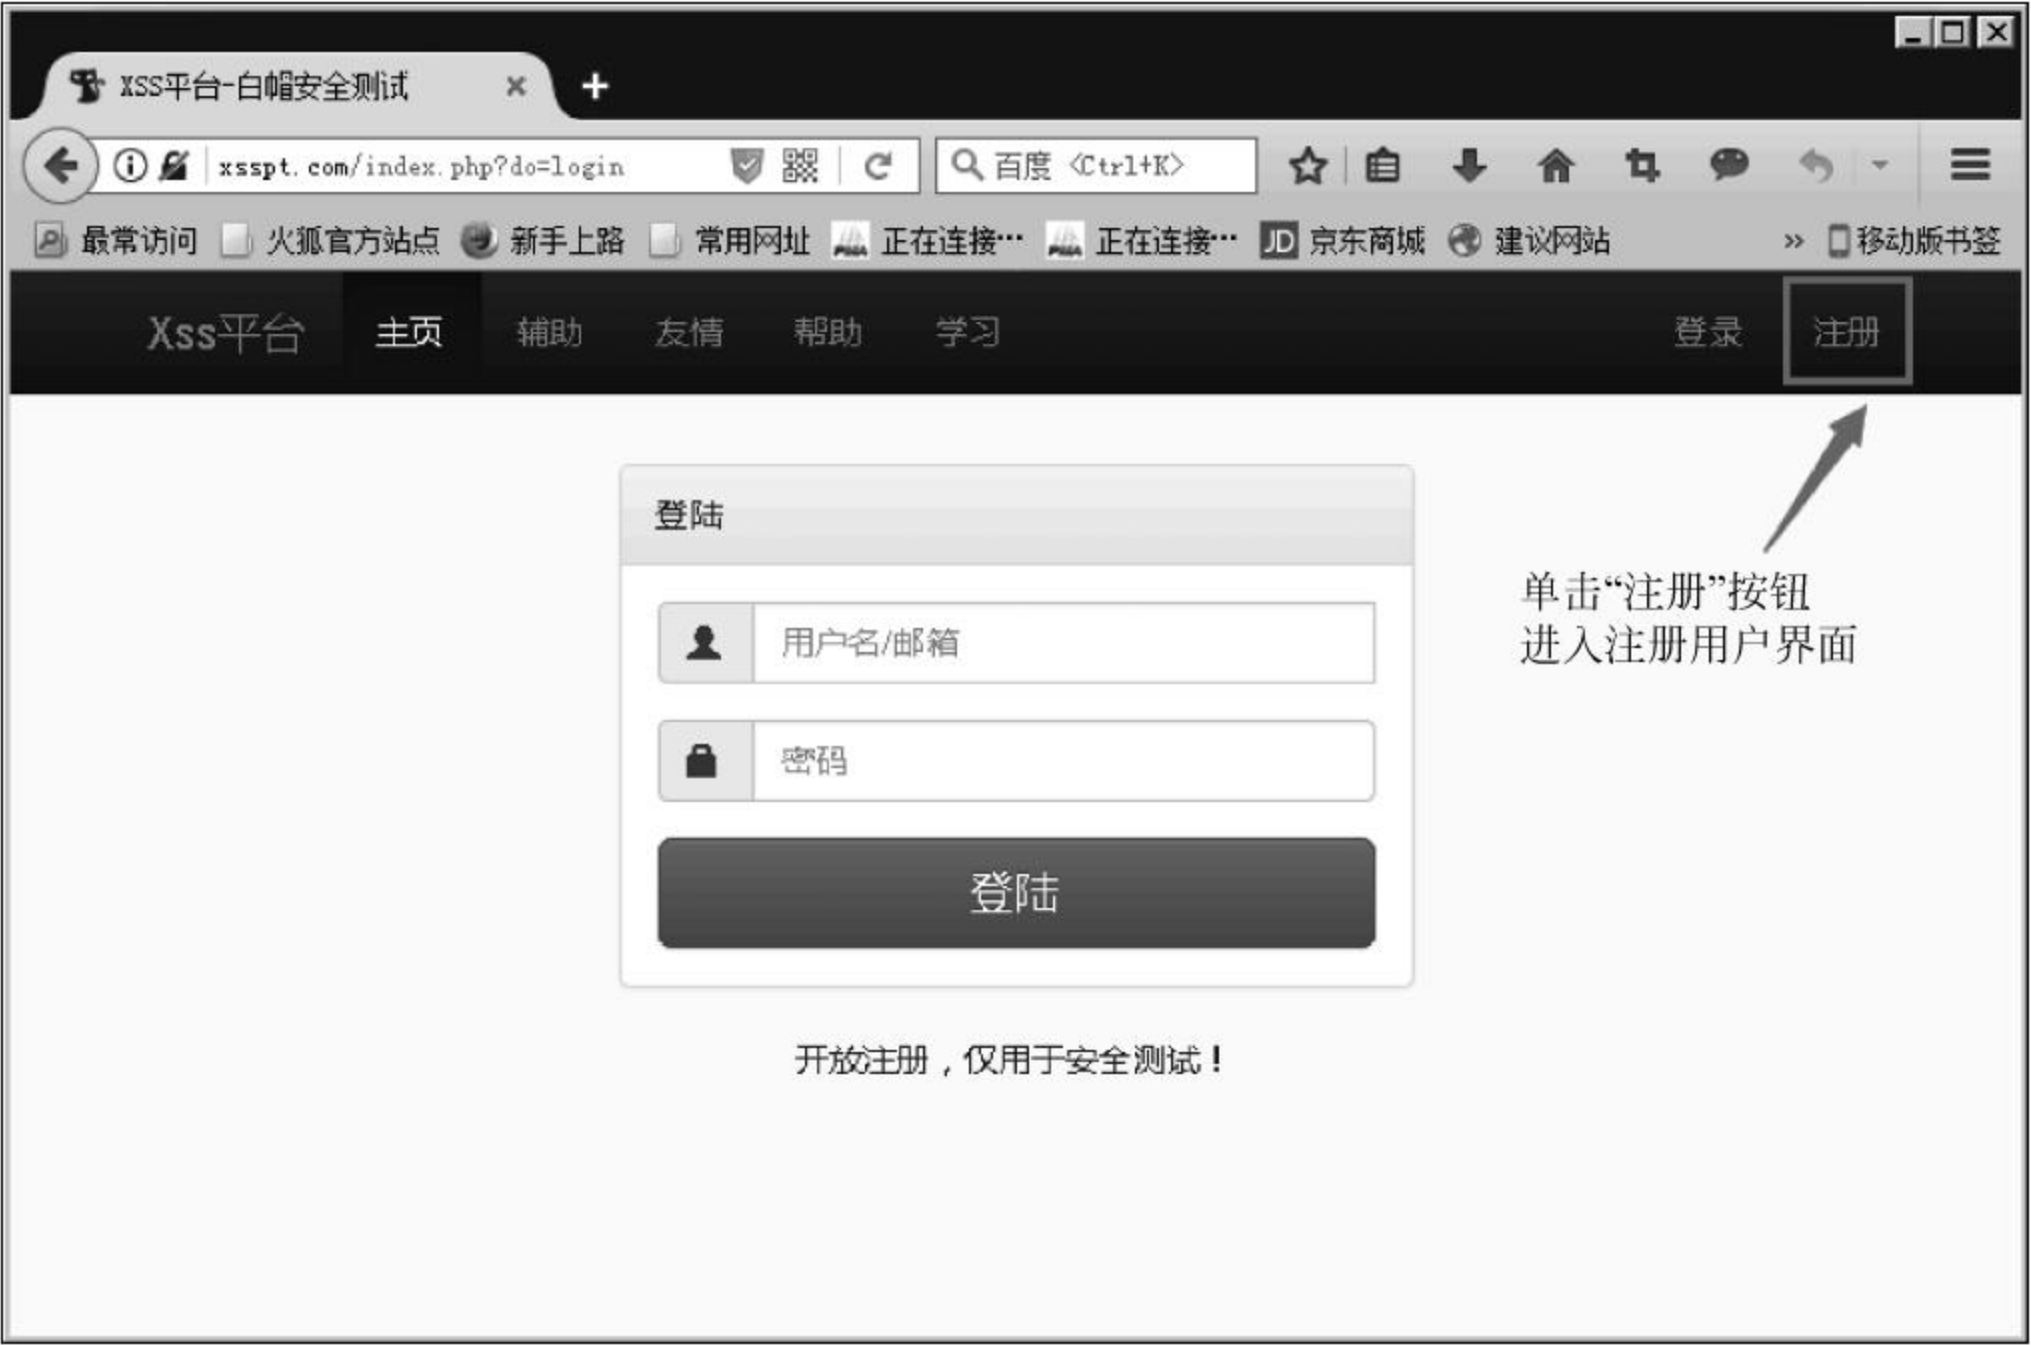 XSS平台-白帽安全测试
xsspt.com/index.php?do=login
百度 <Ctrl+K>
最常访问 火狐官方站点 新手上路 常用网址 正在连接… 正在连接… JD 京东商城 建议网站 » 移动版书签
Xss平台 主页 辅助 友情 帮助 学习 登录 注册
登陆
单击“注册”按钮
进入注册用户界面
用户名/邮箱
密码
登陆
开放注册，仅用于安全测试！